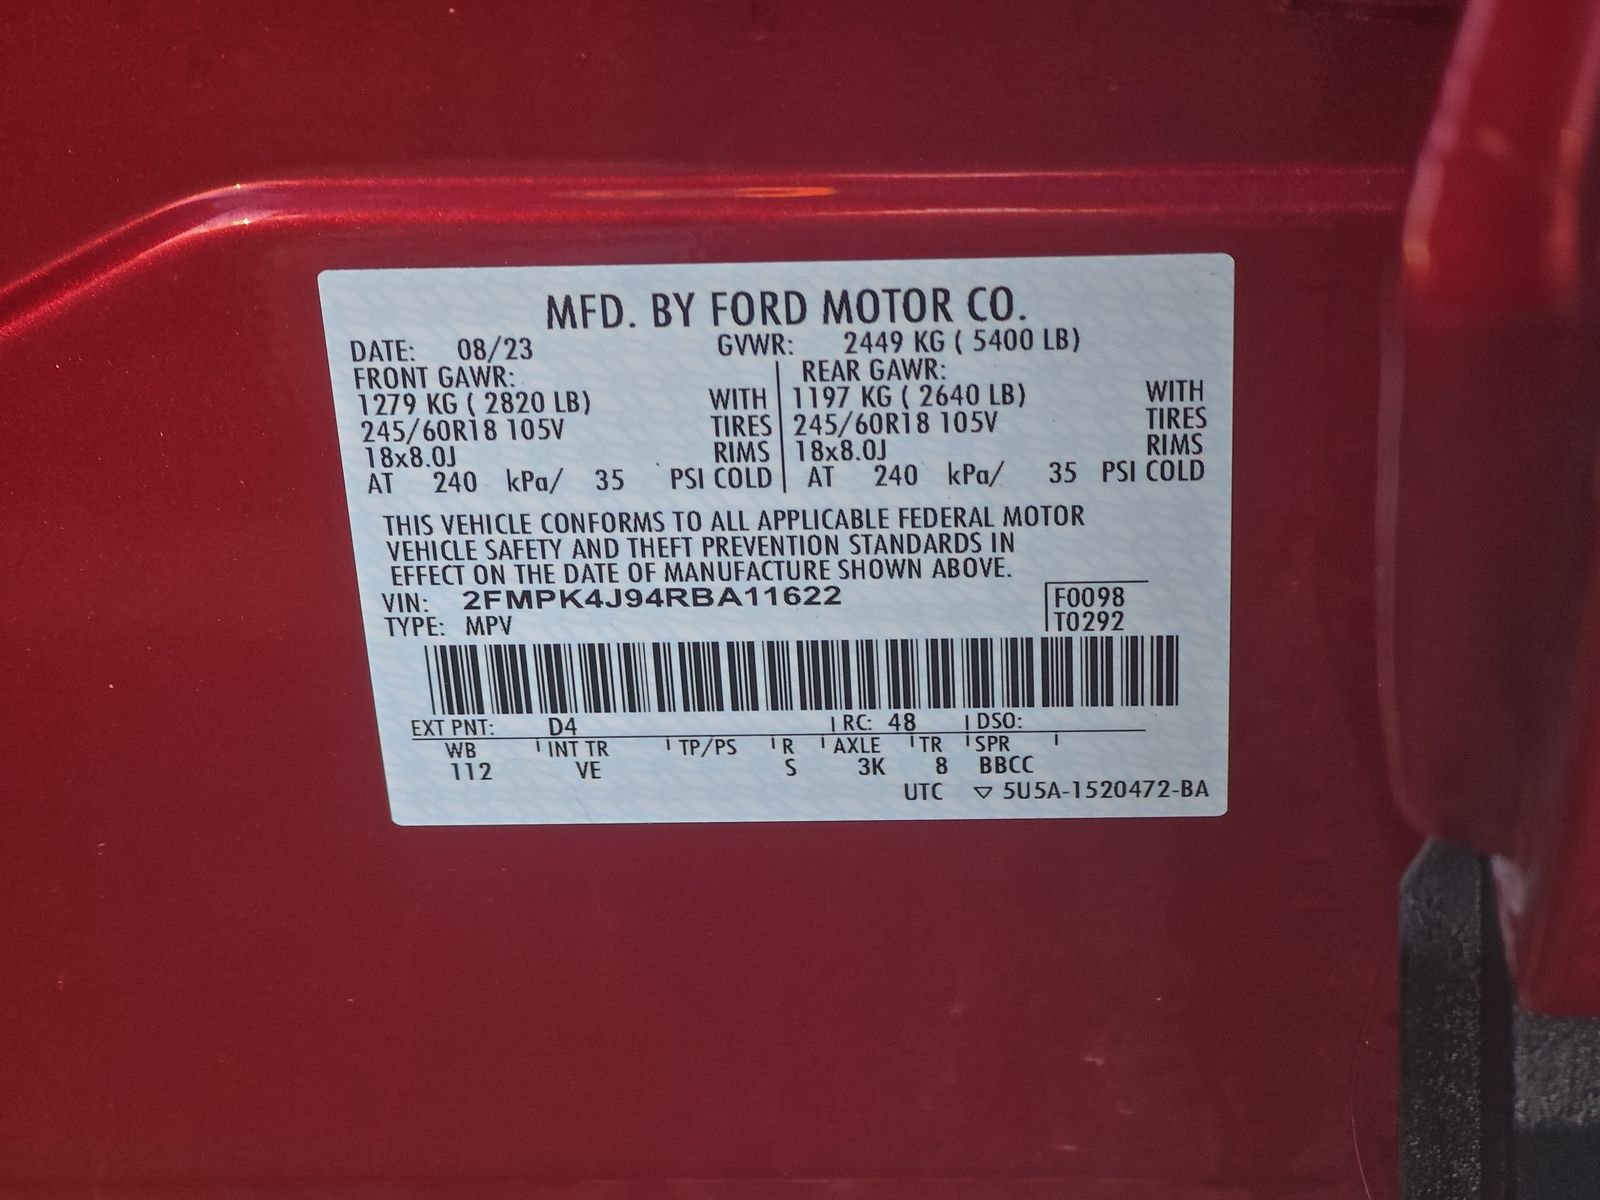 MFD. BY FORD MOTOR CO.
DATE: 08/23 GVWR: 2449 KG ( 5400 LB)
FRONT GAWR: REAR GAWR:
1279 KG ( 2820 LB) WITH 1197 KG ( 2640 LB) WITH
245/60R18 105V TIRES 245/60R18 105V TIRES
18x8.0J RIMS 18x8.0J RIMS
AT 240 kPa/ 35 PSI COLD AT 240 kPa/ 35 PSI COLD
THIS VEHICLE CONFORMS TO ALL APPLICABLE FEDERAL MOTOR
VEHICLE SAFETY AND THEFT PREVENTION STANDARDS IN
EFFECT ON THE DATE OF MANUFACTURE SHOWN ABOVE.
VIN: 2FMPK4J94RBA11622 F0098
TYPE: MPV T0292
EXT PNT: D4 RC: 48 DSO:
WB INT TR TP/PS R AXLE TR SPR
112 VE S 3K 8 BBCC
UTC ▽ 5U5A-1520472-BA